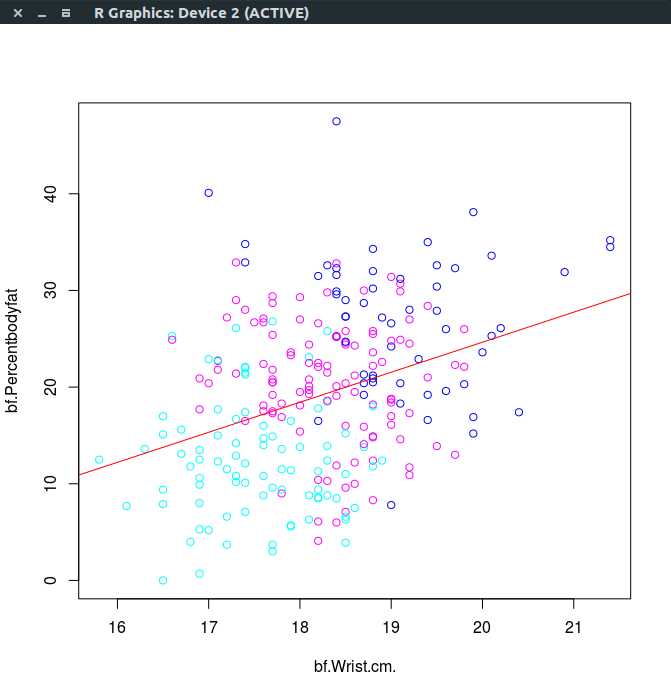 R Graphics: Device 2 (ACTIVE)
bf.Percentbodyfat
40
30
20
10
0
16 17 18 19 20 21
bf.Wrist.cm.